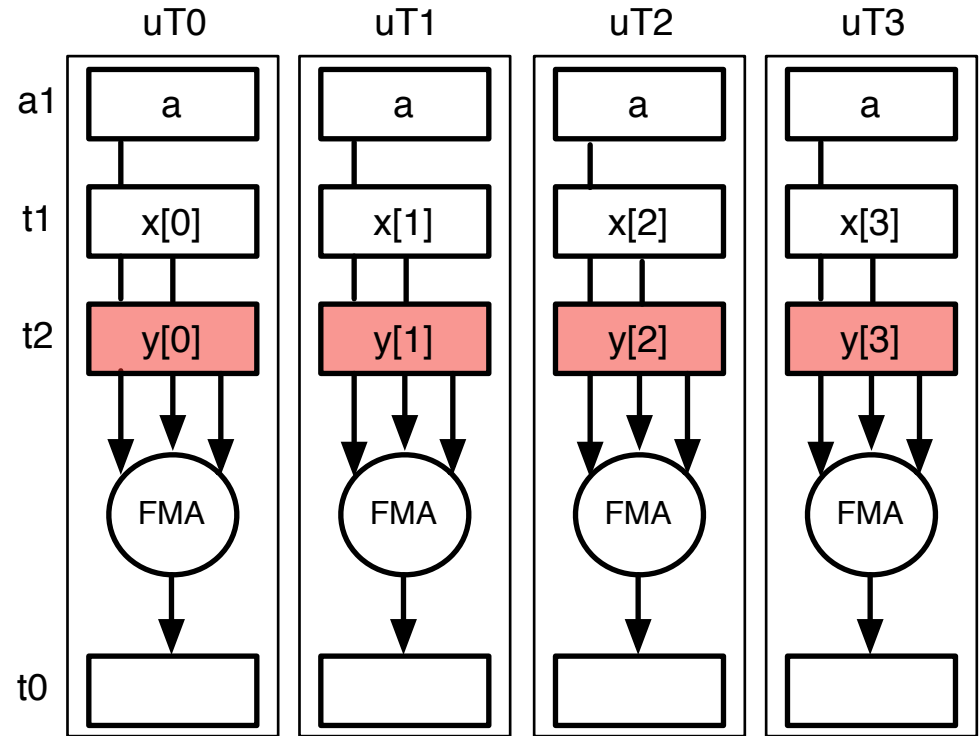 uT0 uT1 uT2 uT3
a1 a a a a
t1 x[0] x[1] x[2] x[3]
t2 y[0] y[1] y[2] y[3]
FMA FMA FMA FMA
t0